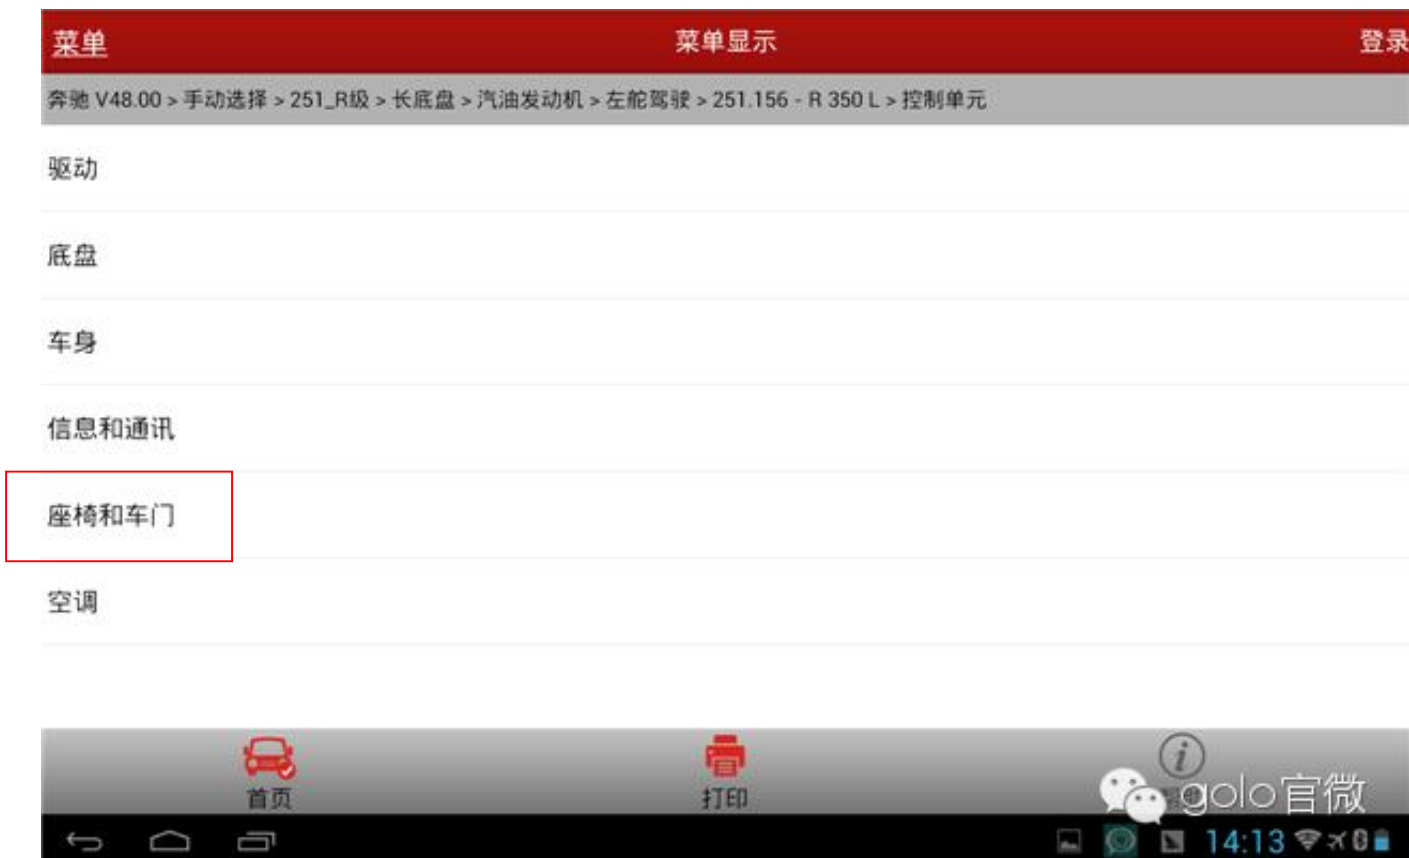 菜单 菜单显示 登录
奔驰 V48.00 > 手动选择 > 251_R级 > 长底盘 > 汽油发动机 > 左舵驾驶 > 251.156 - R 350 L > 控制单元
驱动
底盘
车身
信息和通讯
座椅和车门
空调
首页 打印
golo官微
14:13